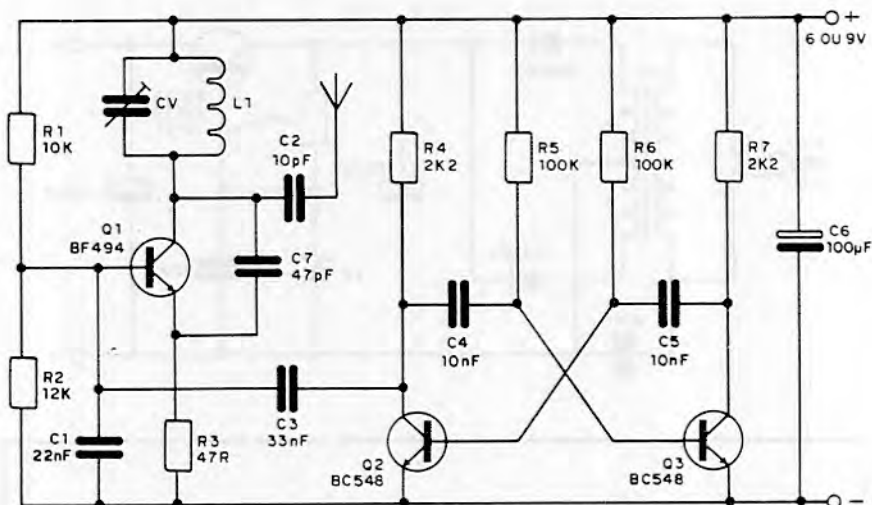 +
6 OU 9V
CV
L1
R1
10K
C2
10pF
R4
2K2
R5
100K
R6
100K
R7
2K2
Q1
BF494
C7
47pF
C6
100µF
C4
10nF
C5
10nF
R2
12K
C1
22nF
R3
47R
C3
33nF
Q2
BC548
Q3
BC548
−